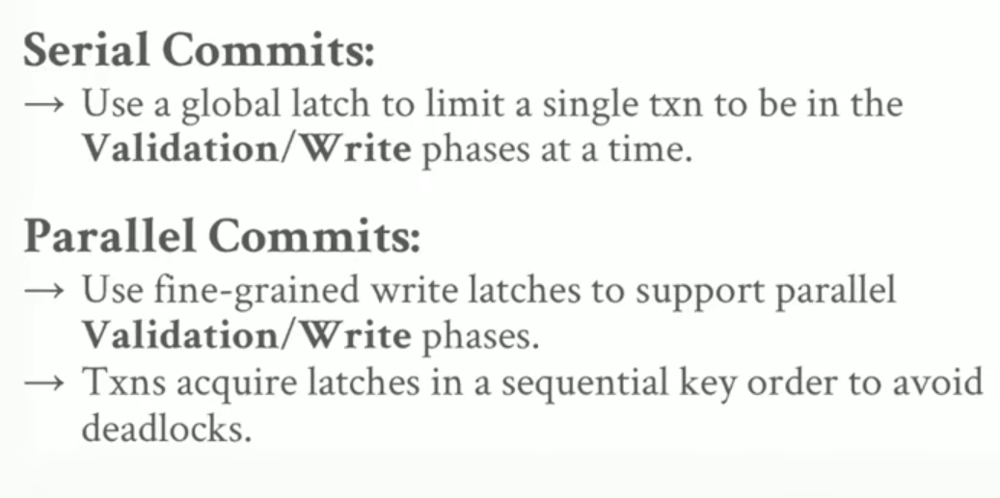 Serial Commits:
→ Use a global latch to limit a single txn to be in the
Validation/Write phases at a time.
Parallel Commits:
→ Use fine-grained write latches to support parallel
Validation/Write phases.
→ Txns acquire latches in a sequential key order to avoid
deadlocks.